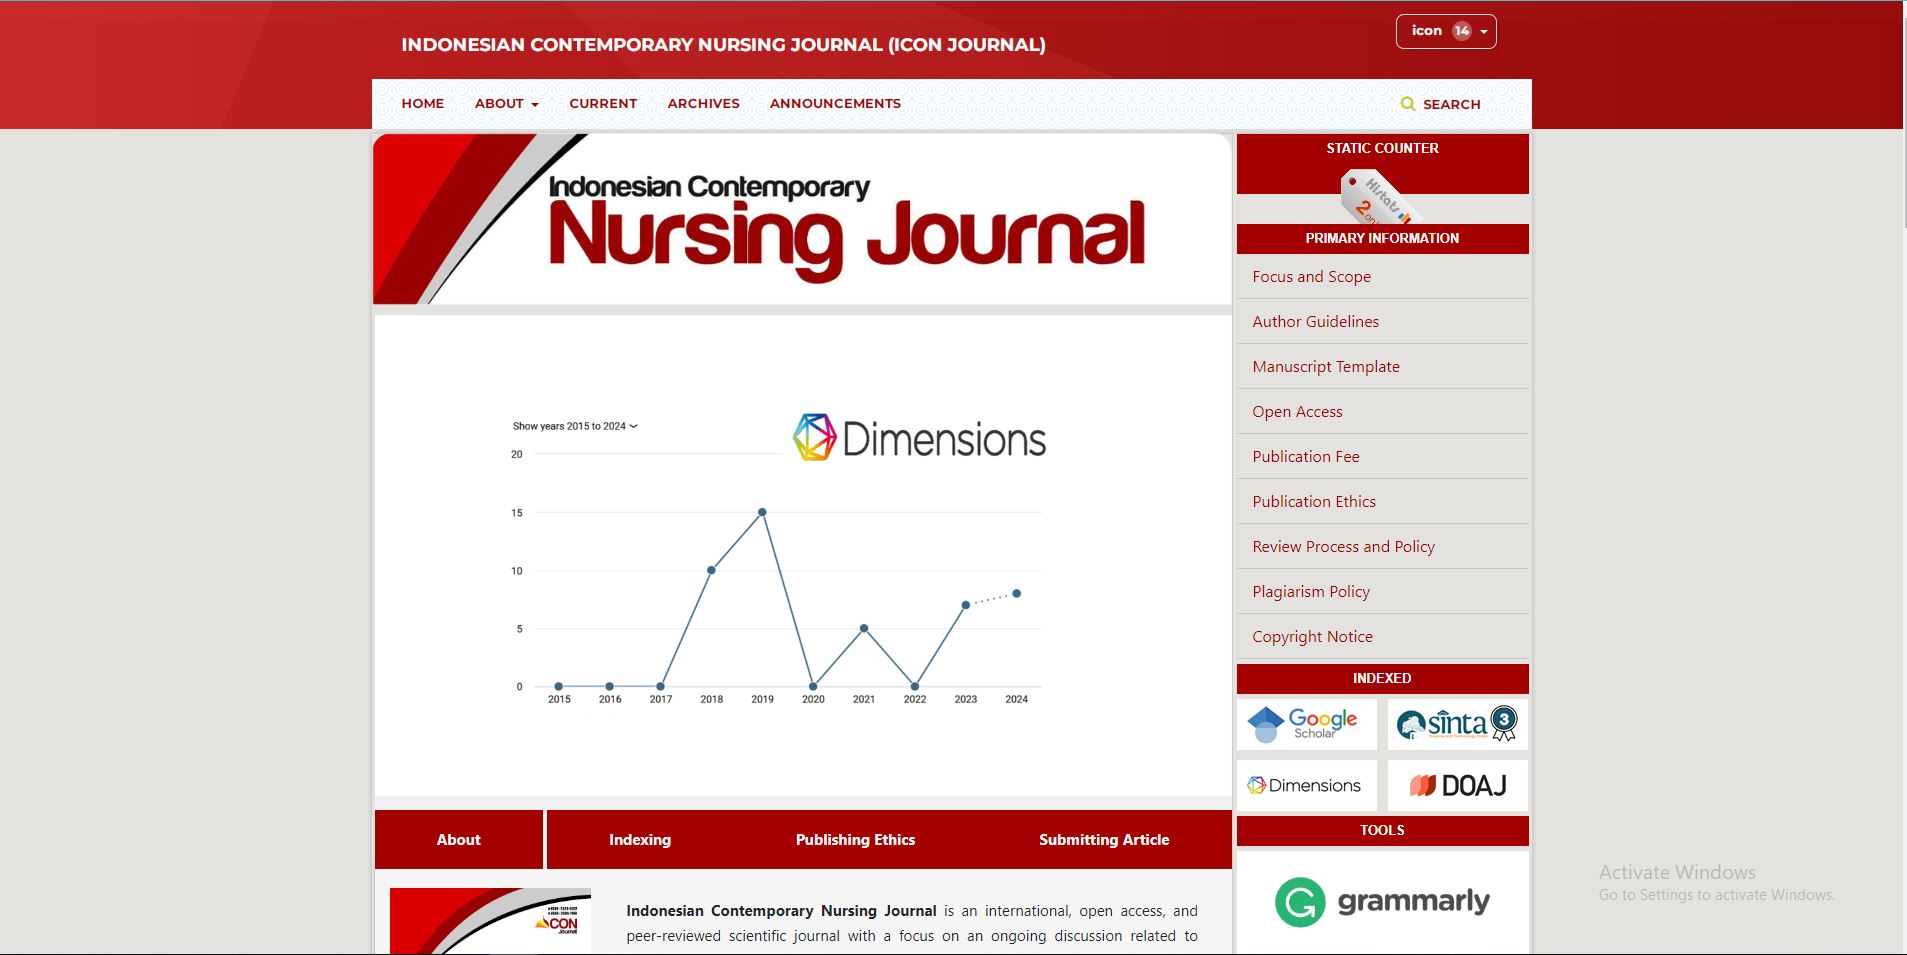 INDONESIAN CONTEMPORARY NURSING JOURNAL (ICON JOURNAL)
icon 14
HOME ABOUT CURRENT ARCHIVES ANNOUNCEMENTS
SEARCH
Indonesian Contemporary
Nursing Journal
Show years 2015 to 2024
Dimensions
20
15
10
5
0
2015 2016 2017 2018 2019 2020 2021 2022 2023 2024
About Indexing Publishing Ethics Submitting Article
CON
Journal
Indonesian Contemporary Nursing Journal is an international, open access, and
peer-reviewed scientific journal with a focus on an ongoing discussion related to
STATIC COUNTER
Histats
2
PRIMARY INFORMATION
Focus and Scope
Author Guidelines
Manuscript Template
Open Access
Publication Fee
Publication Ethics
Review Process and Policy
Plagiarism Policy
Copyright Notice
INDEXED
Google
Scholar
sinta 3
Dimensions
DOAJ
TOOLS
grammarly
Activate Windows
Go to Settings to activate Windows.